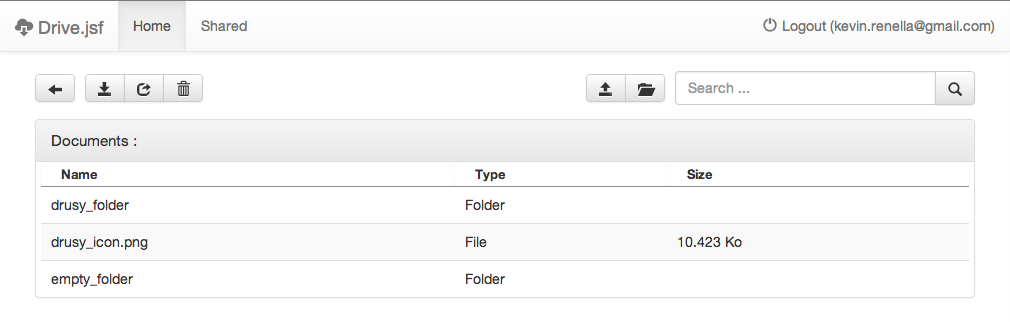 Drive.jsf Home Shared Logout (kevin.renella@gmail.com)
Search ...
Documents :
Name Type Size
drusy_folder Folder
drusy_icon.png File 10.423 Ko
empty_folder Folder